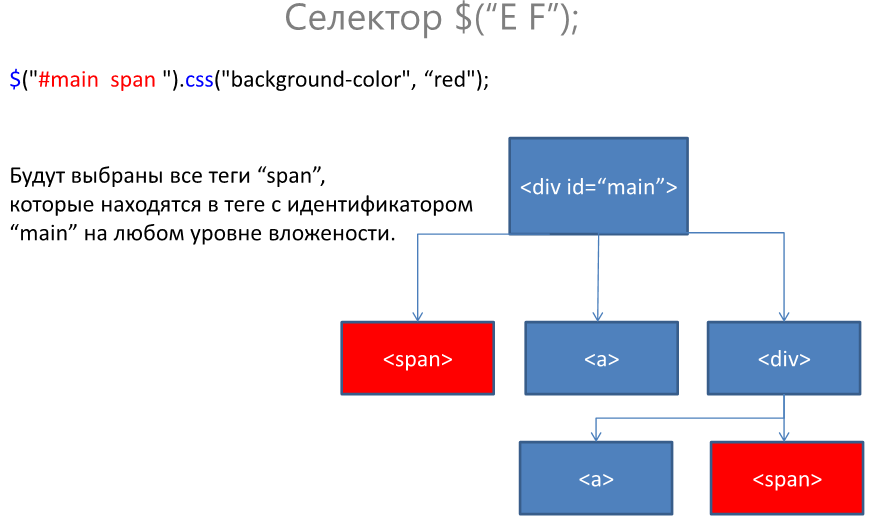 Селектор $(“E F”);
$("#main span ").css("background-color", “red");
Будут выбраны все теги “span”,
которые находятся в теге с идентификатором
“main” на любом уровне вложености.
<div id=“main”>
<span>
<a>
<div>
<a>
<span>